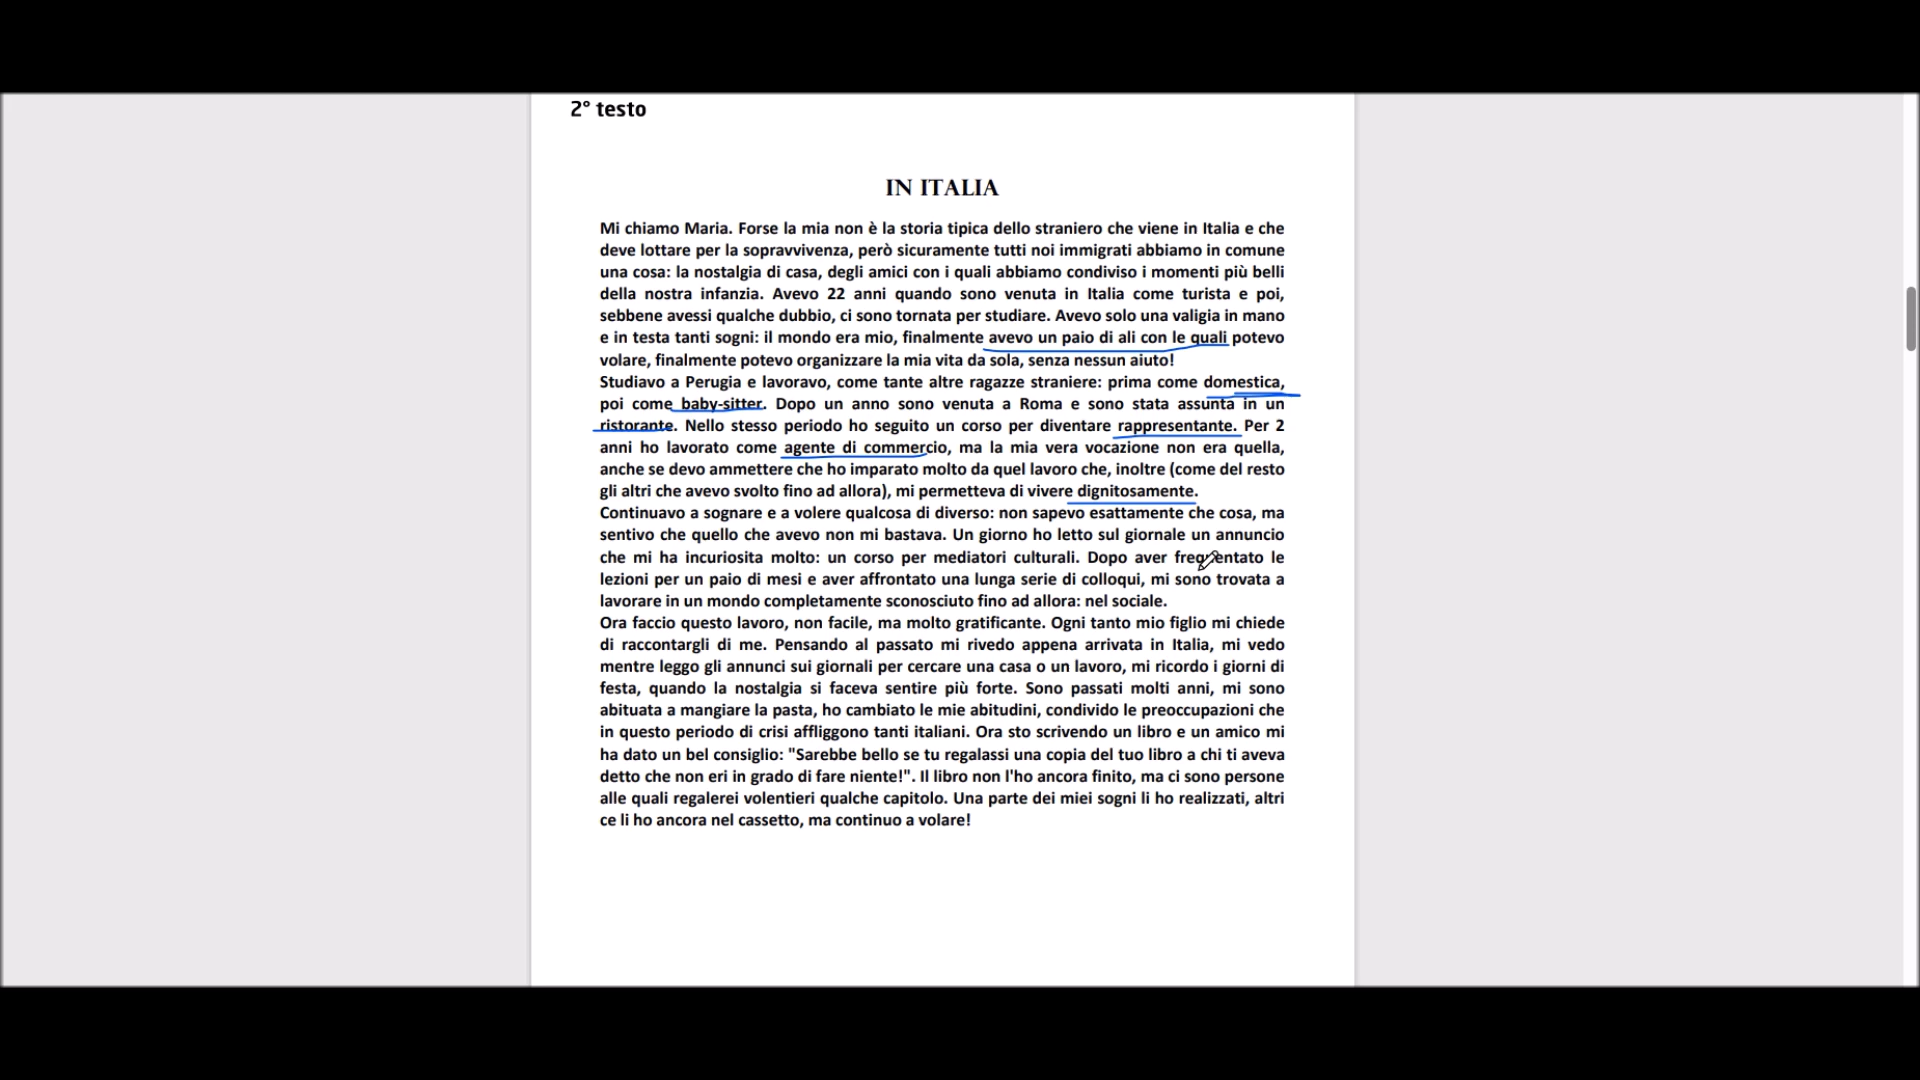 2° testo
IN ITALIA
Mi chiamo Maria. Forse la mia non è la storia tipica dello straniero che viene in Italia e che
deve lottare per la sopravvivenza, però sicuramente tutti noi immigrati abbiamo in comune
una cosa: la nostalgia di casa, degli amici con i quali abbiamo condiviso i momenti più belli
della nostra infanzia. Avevo 22 anni quando sono venuta in Italia come turista e poi,
sebbene avessi qualche dubbio, ci sono tornata per studiare. Avevo solo una valigia in mano
e in testa tanti sogni: il mondo era mio, finalmente avevo un paio di ali con le quali potevo
volare, finalmente potevo organizzare la mia vita da sola, senza nessun aiuto!
Studiavo a Perugia e lavoravo, come tante altre ragazze straniere: prima come domestica,
poi come baby-sitter. Dopo un anno sono venuta a Roma e sono stata assunta in un
ristorante. Nello stesso periodo ho seguito un corso per diventare rappresentante. Per 2
anni ho lavorato come agente di commercio, ma la mia vera vocazione non era quella,
anche se devo ammettere che ho imparato molto da quel lavoro che, inoltre (come del resto
gli altri che avevo svolto fino ad allora), mi permetteva di vivere dignitosamente.
Continuavo a sognare e a volere qualcosa di diverso: non sapevo esattamente che cosa, ma
sentivo che quello che avevo non mi bastava. Un giorno ho letto sul giornale un annuncio
che mi ha incuriosita molto: un corso per mediatori culturali. Dopo aver frequentato le
lezioni per un paio di mesi e aver affrontato una lunga serie di colloqui, mi sono trovata a
lavorare in un mondo completamente sconosciuto fino ad allora: nel sociale.
Ora faccio questo lavoro, non facile, ma molto gratificante. Ogni tanto mio figlio mi chiede
di raccontargli di me. Pensando al passato mi rivedo appena arrivata in Italia, mi vedo
mentre leggo gli annunci sui giornali per cercare una casa o un lavoro, mi ricordo i giorni di
festa, quando la nostalgia si faceva sentire più forte. Sono passati molti anni, mi sono
abituata a mangiare la pasta, ho cambiato le mie abitudini, condivido le preoccupazioni che
in questo periodo di crisi affliggono tanti italiani. Ora sto scrivendo un libro e un amico mi
ha dato un bel consiglio: "Sarebbe bello se tu regalassi una copia del tuo libro a chi ti aveva
detto che non eri in grado di fare niente!". Il libro non l'ho ancora finito, ma ci sono persone
alle quali regalerei volentieri qualche capitolo. Una parte dei miei sogni li ho realizzati, altri
ce li ho ancora nel cassetto, ma continuo a volare!